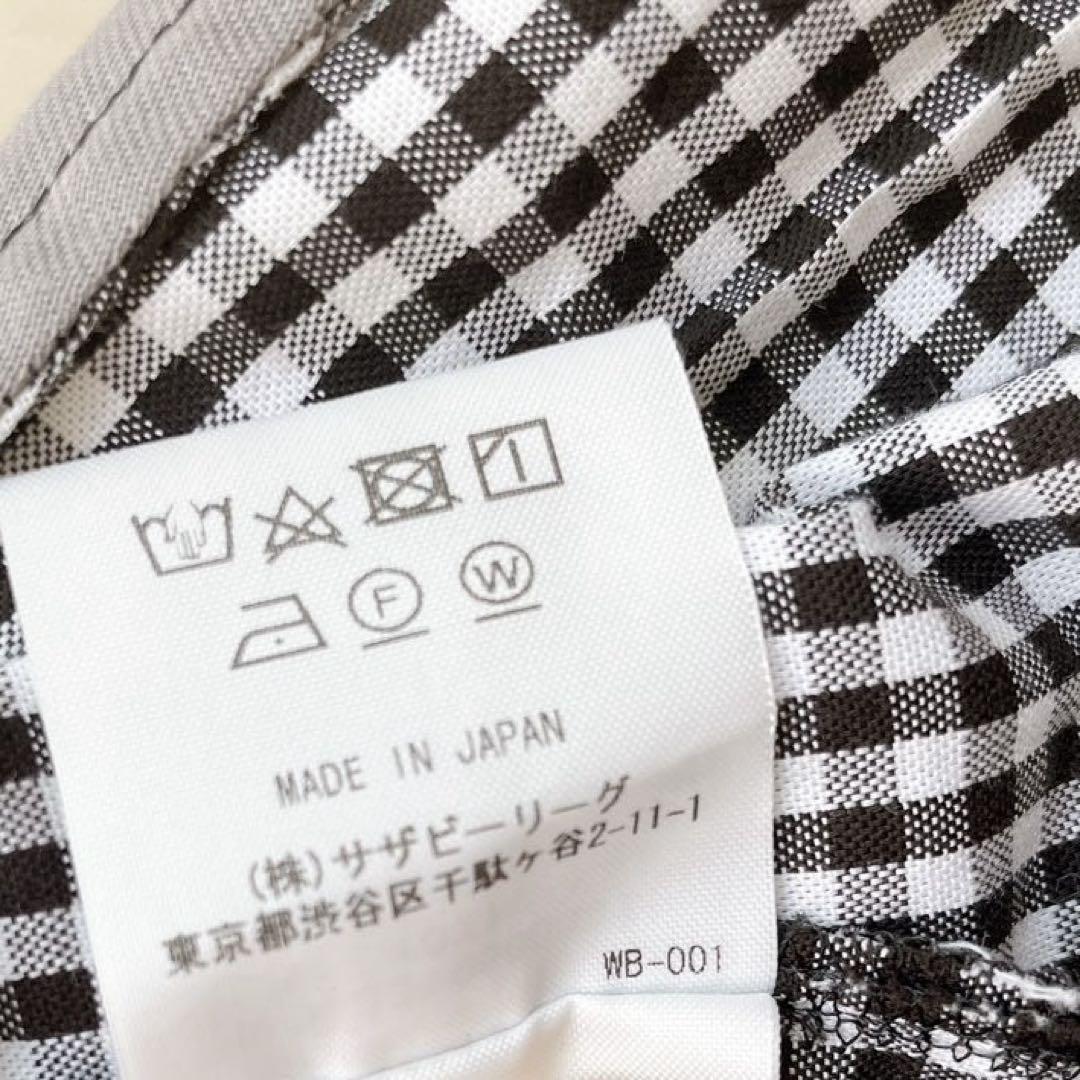 F W
MADE IN JAPAN
(株)サザビーリーグ
東京都渋谷区千駄ヶ谷2-11-1
WB-001